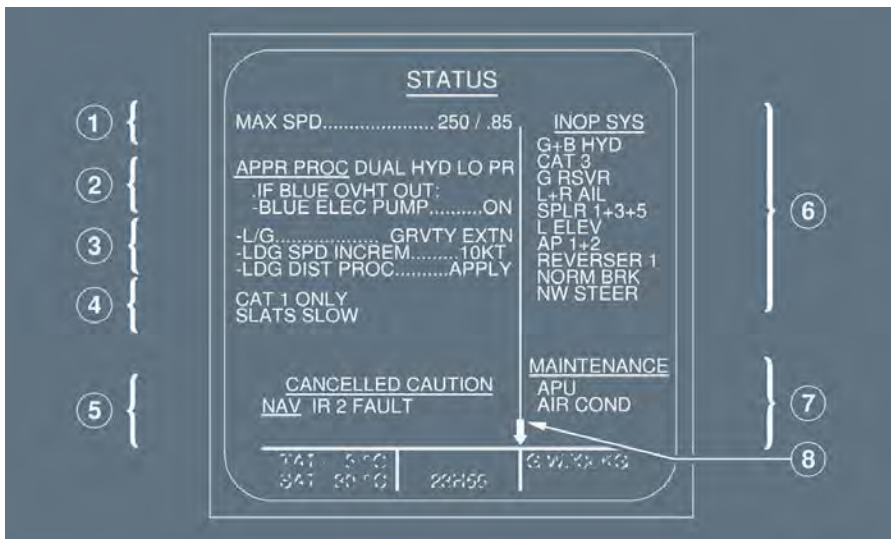 STATUS
1
MAX SPD...................... 250 / .85
2
APPR PROC DUAL HYD LO PR
.IF BLUE OVHT OUT:
-BLUE ELEC PUMP..........ON
3
-L/G................... GRVTY EXTN
-LDG SPD INCREM.........10KT
-LDG DIST PROC..........APPLY
4
CAT 1 ONLY
SLATS SLOW
5
CANCELLED CAUTION
NAV IR 2 FAULT
INOP SYS
G+B HYD
CAT 3
G RSVR
L+R AIL
SPLR 1+3+5
L ELEV
AP 1+2
REVERSER 1
NORM BRK
NW STEER
6
MAINTENANCE
APU
AIR COND
7
8
TAT
SAT